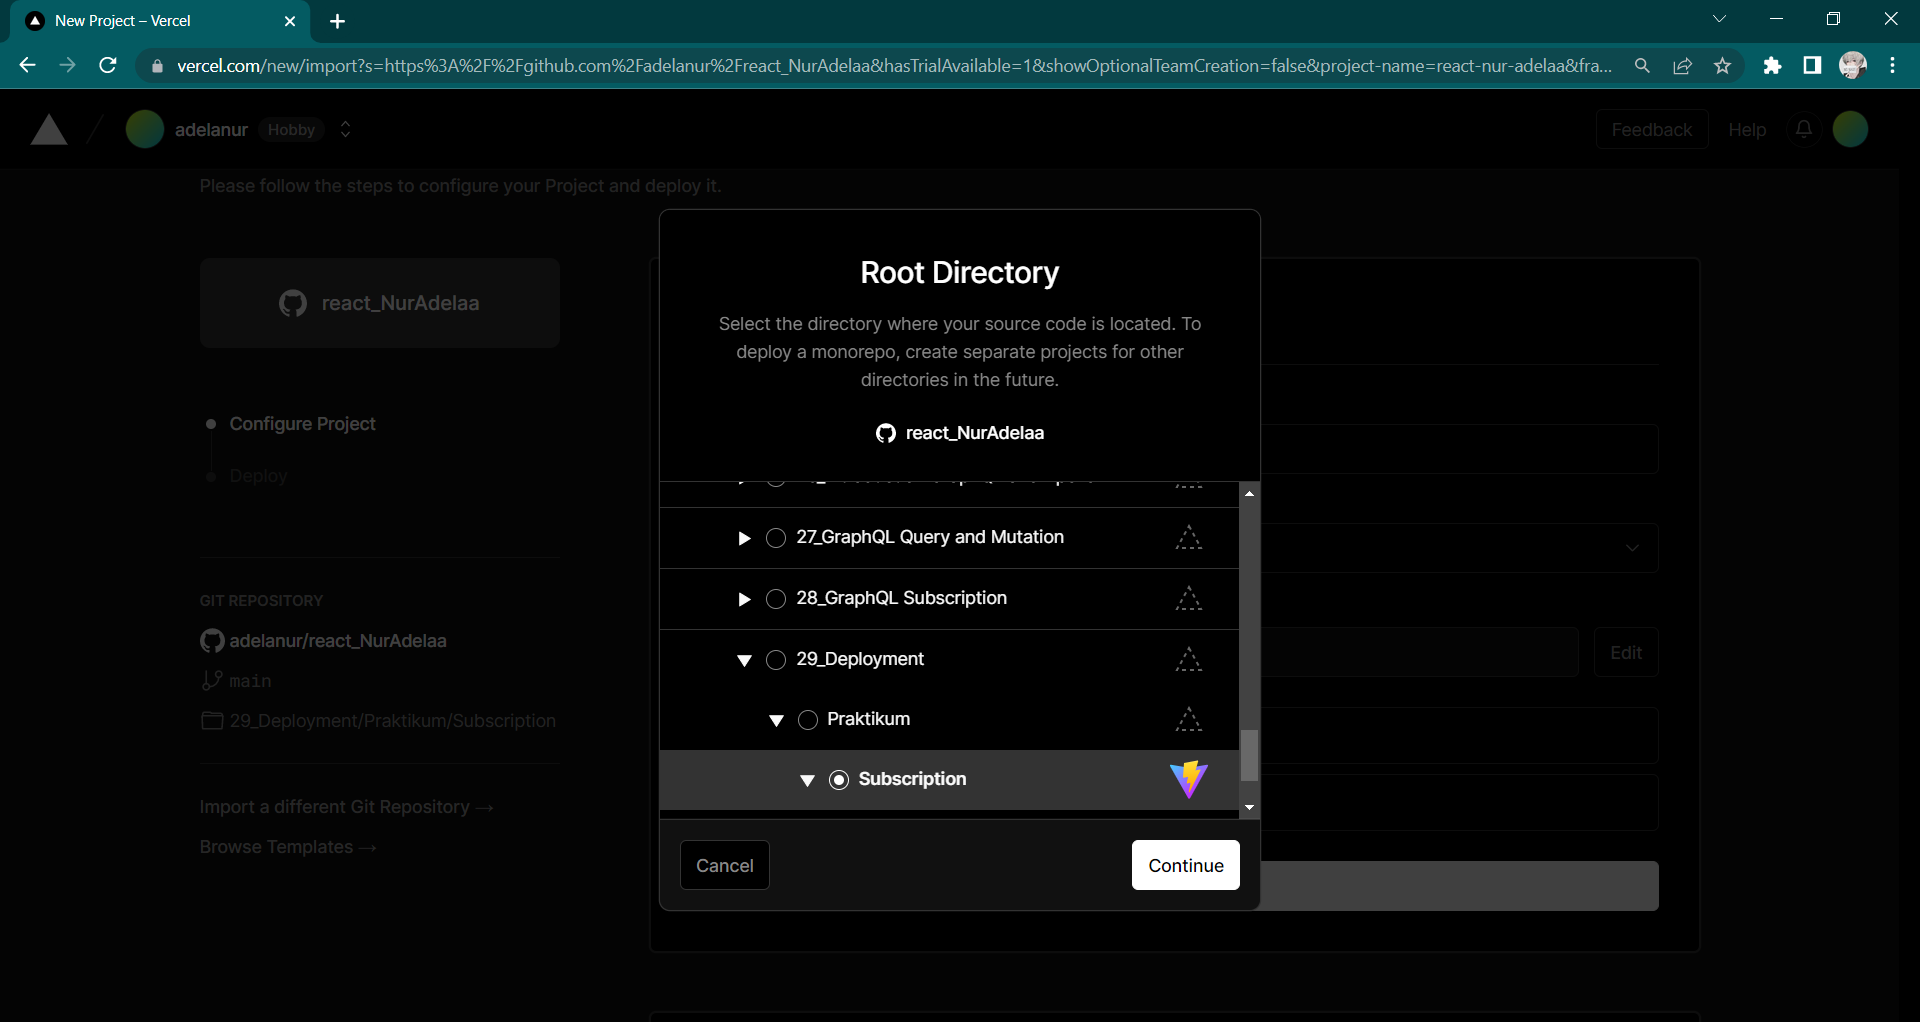 New Project – Vercel
vercel.com/new/import?s=https%3A%2F%2Fgithub.com%2Fadelanur%2Freact_NurAdelaa&hasTrialAvailable=1&showOptionalTeamCreation=false&project-name=react-nur-adelaa&fra...
adelanur Hobby
Feedback Help
Please follow the steps to configure your Project and deploy it.
react_NurAdelaa
Configure Project
Deploy
GIT REPOSITORY
adelanur/react_NurAdelaa
main
29_Deployment/Praktikum/Subscription
Import a different Git Repository →
Browse Templates →
Root Directory
Select the directory where your source code is located. To
deploy a monorepo, create separate projects for other
directories in the future.
react_NurAdelaa
27_GraphQL Query and Mutation
28_GraphQL Subscription
29_Deployment
Praktikum
Subscription
Cancel
Continue
Edit